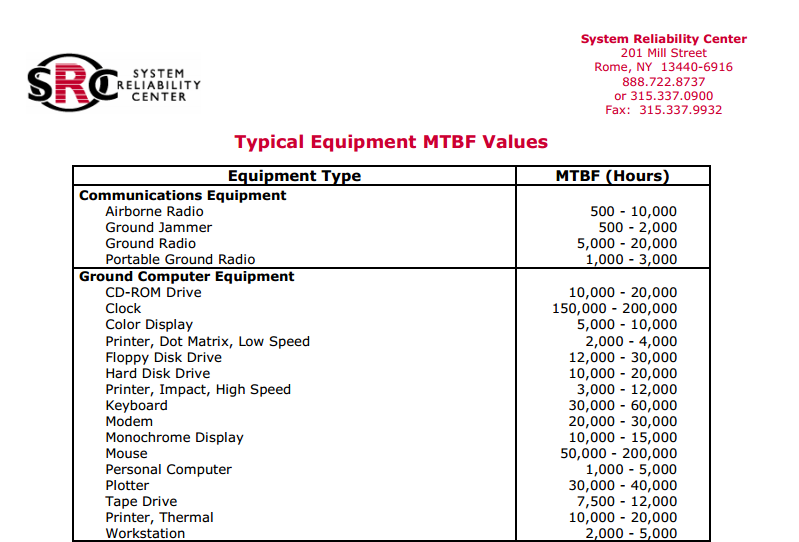 SRC SYSTEM
RELIABILITY
CENTER
System Reliability Center
201 Mill Street
Rome, NY  13440-6916
888.722.8737
or 315.337.0900
Fax:  315.337.9932
Typical Equipment MTBF Values
Equipment Type MTBF (Hours)
Communications Equipment
Airborne Radio 500 - 10,000
Ground Jammer 500 - 2,000
Ground Radio 5,000 - 20,000
Portable Ground Radio 1,000 - 3,000
Ground Computer Equipment
CD-ROM Drive 10,000 - 20,000
Clock 150,000 - 200,000
Color Display 5,000 - 10,000
Printer, Dot Matrix, Low Speed 2,000 - 4,000
Floppy Disk Drive 12,000 - 30,000
Hard Disk Drive 10,000 - 20,000
Printer, Impact, High Speed 3,000 - 12,000
Keyboard 30,000 - 60,000
Modem 20,000 - 30,000
Monochrome Display 10,000 - 15,000
Mouse 50,000 - 200,000
Personal Computer 1,000 - 5,000
Plotter 30,000 - 40,000
Tape Drive 7,500 - 12,000
Printer, Thermal 10,000 - 20,000
Workstation 2,000 - 5,000